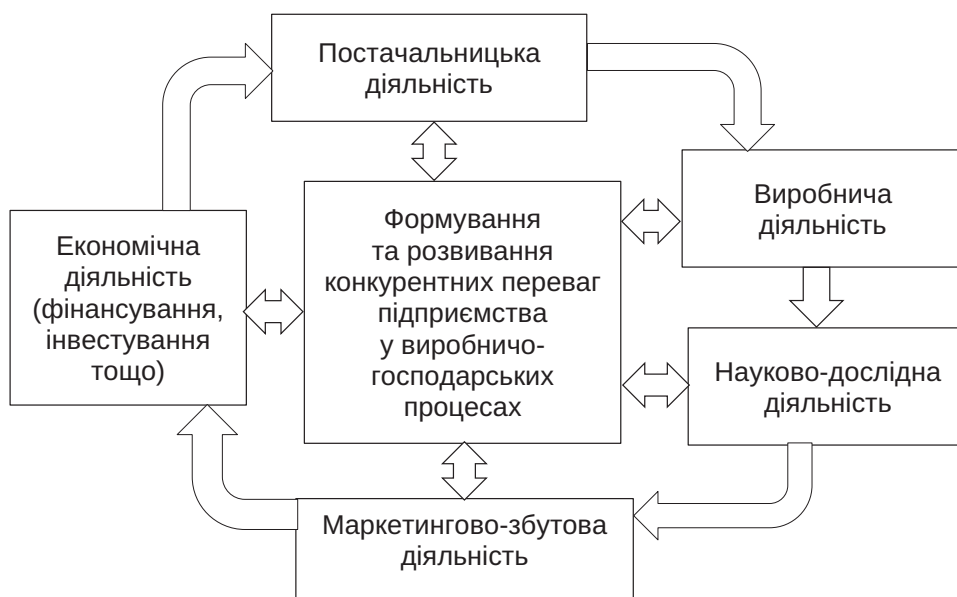 Постачальницька
діяльність
Виробнича
діяльність
Формування
та розвивання
конкурентних переваг
підприємства
у виробничо-
господарських
процесах
Економічна
діяльність
(фінансування,
інвестування
тощо)
Науково-дослідна
діяльність
Маркетингово-збутова
діяльність